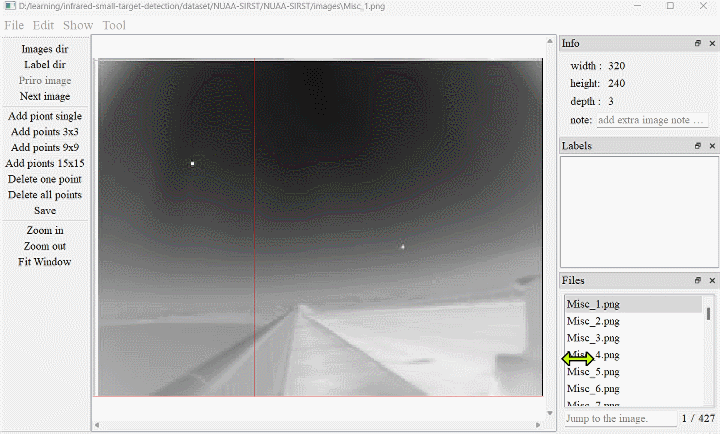 D:/learning/infrared-small-target-detection/dataset/NUAA-SIRST/NUAA-SIRST/images\Misc_1.png
File Edit Show Tool
Images dir
Label dir
Priro image
Next image
Add piont single
Add points 3x3
Add points 9x9
Add pionts 15x15
Delete one point
Delete all points
Save
Zoom in
Zoom out
Fit Window
Info
width : 320
height: 240
depth : 3
note: add extra image note ...
Labels
Files
Misc_1.png
Misc_2.png
Misc_3.png
Misc_4.png
Misc_5.png
Misc_6.png
Misc_7.png
Jump to the image. 1 / 427